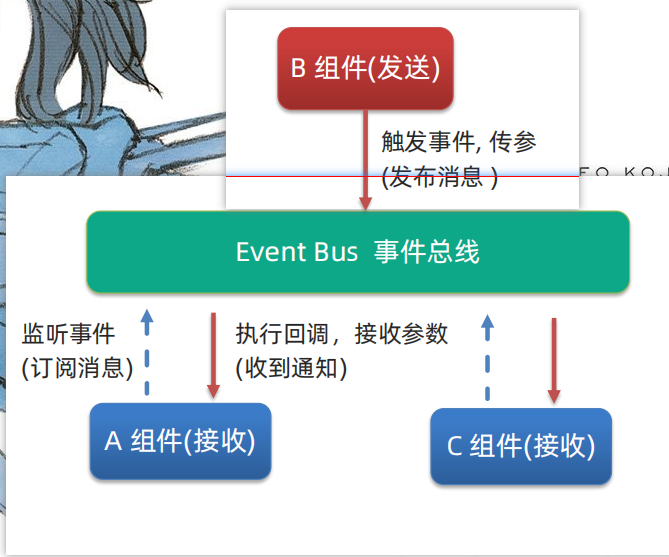 B 组件(发送)
触发事件, 传参
(发布消息 )
Event Bus 事件总线
监听事件
(订阅消息)
执行回调，接收参数
(收到通知)
A 组件(接收)
C 组件(接收)